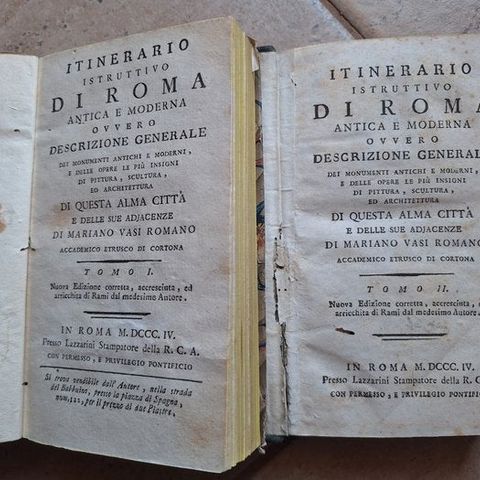 ITINERARIO
ISTRUTTIVO
DI ROMA
ANTICA E MODERNA
OVVERO
DESCRIZIONE GENERALE
DEI MONUMENTI ANTICHI E MODERNI,
E DELLE OPERE LE PIÙ INSIGNI
DI PITTURA, SCULTURA,
ED ARCHITETTURA
DI QUESTA ALMA CITTÀ
E DELLE SUE ADJACENZE
DI MARIANO VASI ROMANO
ACCADEMICO ETRUSCO DI CORTONA
TOMO I.
Nuova Edizione corretta, accresciuta, ed
arricchita di Rami dal medesimo Autore.
IN ROMA M. DCCC. IV.
Presso Lazzarini Stampatore della R. C. A.
CON PERMESSO, E PRIVILEGIO PONTIFICIO
Si trova vendibile dall'Autore, nella strada
del Babbuino, presso la piazza di Spagna,
num. 122, per il prezzo di due Piastre.
ITINERARIO
ISTRUTTIVO
DI ROMA
ANTICA E MODERNA
OVVERO
DESCRIZIONE GENERALE
DEI MONUMENTI ANTICHI E MODERNI,
E DELLE OPERE LE PIÙ INSIGNI
DI PITTURA, SCULTURA,
ED ARCHITETTURA
DI QUESTA ALMA CITTÀ
E DELLE SUE ADJACENZE
DI MARIANO VASI ROMANO
ACCADEMICO ETRUSCO DI CORTONA
TOMO II.
Nuova Edizione corretta, accresciuta, ed
arricchita di Rami dal medesimo Autore.
IN ROMA M. DCCC. IV.
Presso Lazzarini Stampatore della R. C.
CON PERMESSO, E PRIVILEGIO PONTIFICIO